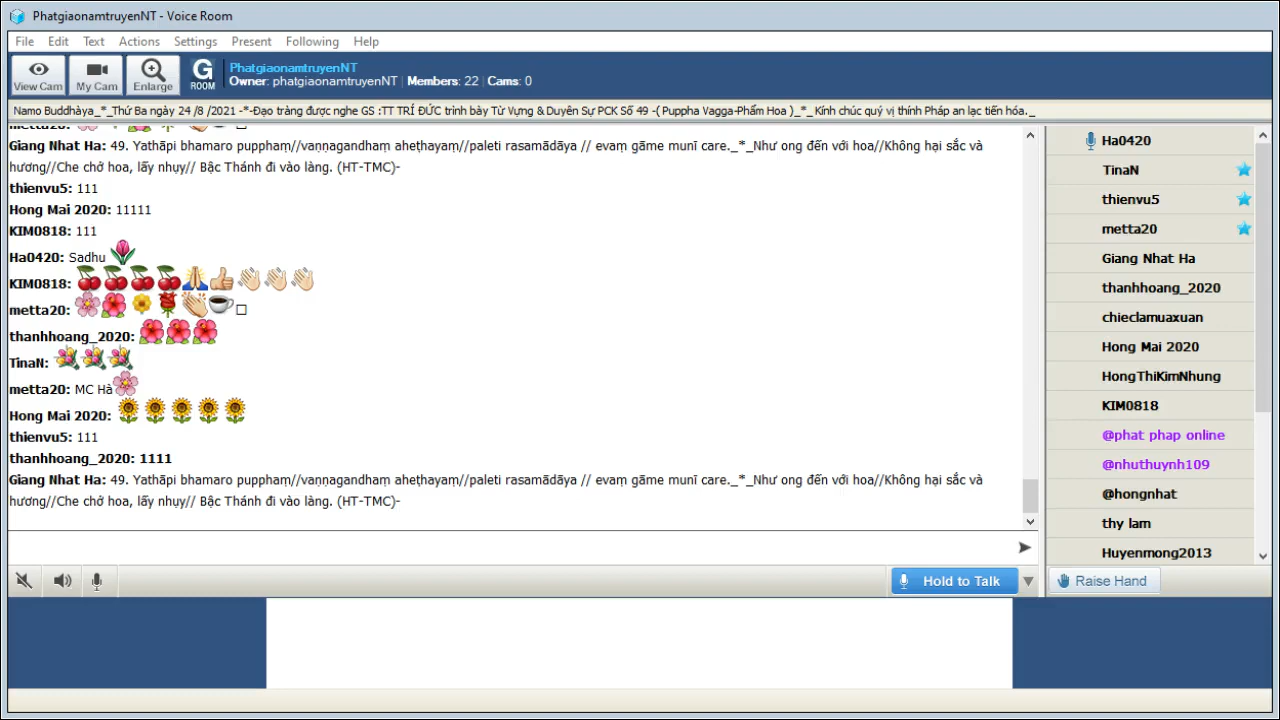 PhatgiaonamtruyenNT - Voice Room
File Edit Text Actions Settings Present Following Help
View Cam My Cam Enlarge G ROOM
PhatgiaonamtruyenNT
Owner: phatgiaonamtruyenNT | Members: 22 | Cams: 0
Namo Buddhàya_*_Thứ Ba ngày 24 /8 /2021 -*-Đạo tràng được nghe GS :TT TRÍ ĐỨC trình bày Từ Vựng & Duyên Sự PCK Số 49 -( Puppha Vagga-Phẩm Hoa )_*_Kính chúc quý vị thính Pháp an lạc tiến hóa._
metta20:
Giang Nhat Ha: 49. Yathāpi bhamaro pupphaṃ//vaṇṇagandhaṃ aheṭhayaṃ//paleti rasamādāya // evaṃ gāme munī care._*_Như ong đến với hoa//Không hại sắc và
hương//Che chở hoa, lấy nhụy// Bậc Thánh đi vào làng. (HT-TMC)-
thienvu5: 111
Hong Mai 2020: 11111
KIM0818: 111
Ha0420: Sadhu
KIM0818:
metta20:
thanhhoang_2020:
TinaN:
metta20: MC Hà
Hong Mai 2020:
thienvu5: 111
thanhhoang_2020: 1111
Giang Nhat Ha: 49. Yathāpi bhamaro pupphaṃ//vaṇṇagandhaṃ aheṭhayaṃ//paleti rasamādāya // evaṃ gāme munī care._*_Như ong đến với hoa//Không hại sắc và
hương//Che chở hoa, lấy nhụy// Bậc Thánh đi vào làng. (HT-TMC)-
Hold to Talk
Ha0420
TinaN
thienvu5
metta20
Giang Nhat Ha
thanhhoang_2020
chieclamuaxuan
Hong Mai 2020
HongThiKimNhung
KIM0818
@phat phap online
@nhuthuynh109
@hongnhat
thy lam
Huyenmong2013
Raise Hand